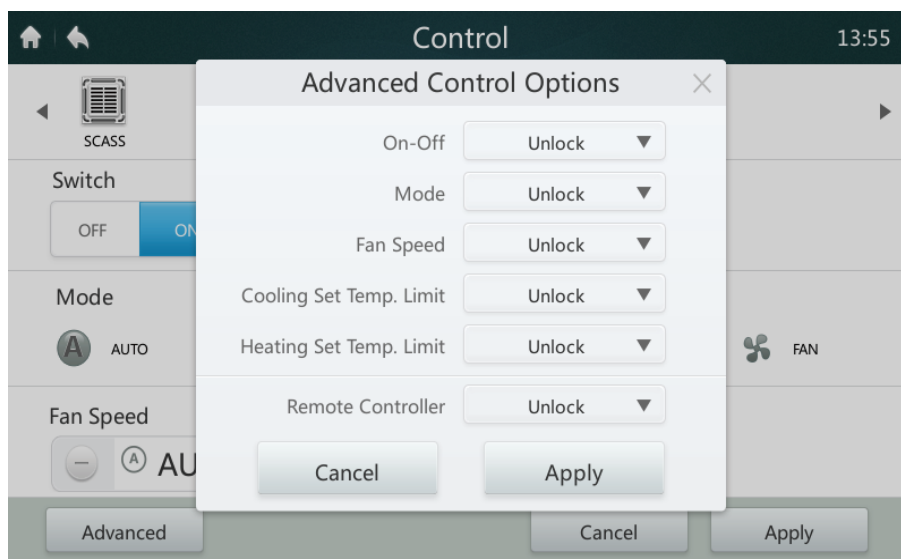 Control
13:55
Advanced Control Options
SCASS
On-Off Unlock
Switch
Mode Unlock
OFF ON
Fan Speed Unlock
Mode
Cooling Set Temp. Limit Unlock
A AUTO
Heating Set Temp. Limit Unlock
FAN
Fan Speed
Remote Controller Unlock
A AU
Cancel Apply
Advanced Cancel Apply